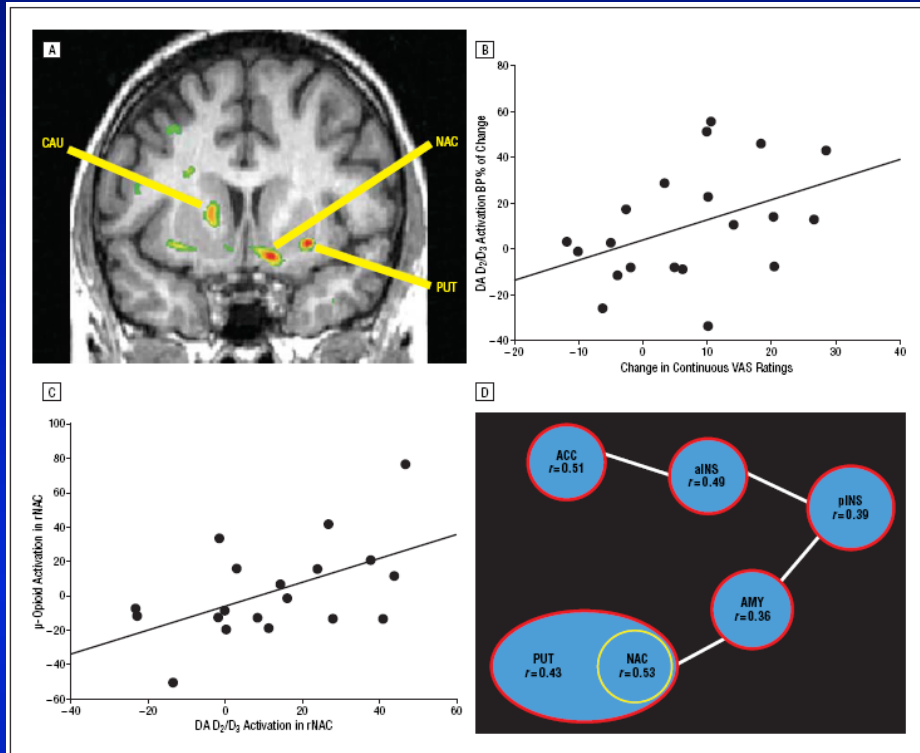 A
CAU
NAC
PUT
B
DA D₂/D₃ Activation BP% of Change
80
60
40
20
0
−20
−40
−20
−10
0
10
20
30
40
Change in Continuous VAS Ratings
C
μ-Opioid Activation in rNAC
100
80
60
40
20
0
−20
−40
−60
−40
−20
0
20
40
60
DA D₂/D₃ Activation in rNAC
D
ACC
r=0.51
aINS
r=0.49
pINS
r=0.39
AMY
r=0.36
PUT
r=0.43
NAC
r=0.53